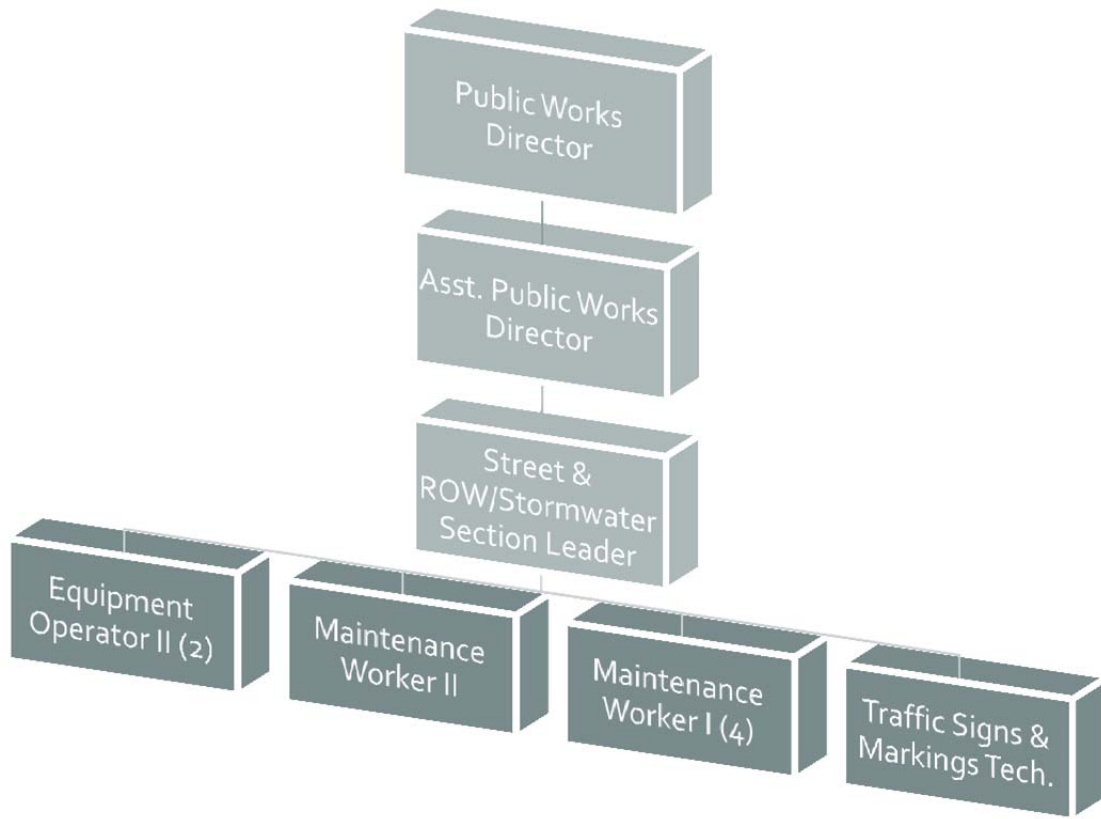 Public Works
Director
Asst. Public Works
Director
Street &
ROW/Stormwater
Section Leader
Equipment
Operator II (2)
Maintenance
Worker II
Maintenance
Worker I (4)
Traffic Signs &
Markings Tech.